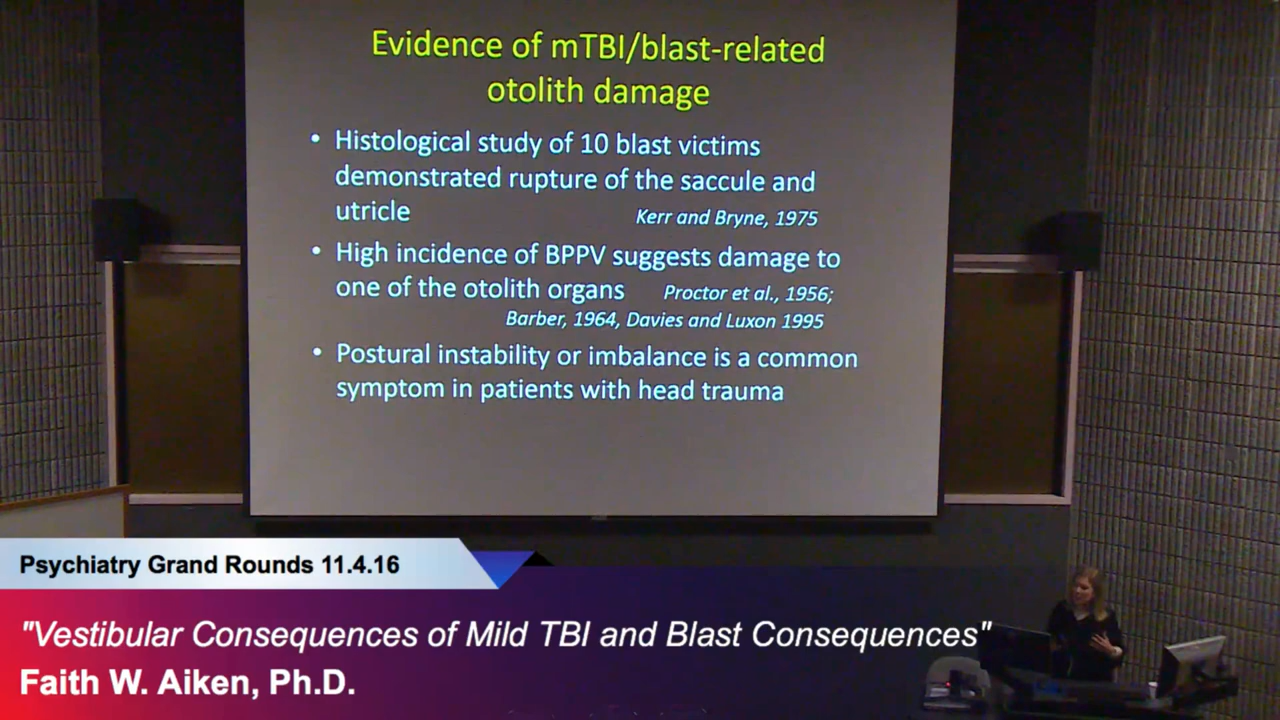 Evidence of mTBI/blast-related
otolith damage
• Histological study of 10 blast victims
demonstrated rupture of the saccule and
utricle Kerr and Bryne, 1975
• High incidence of BPPV suggests damage to
one of the otolith organs Proctor et al., 1956;
Barber, 1964, Davies and Luxon 1995
• Postural instability or imbalance is a common
symptom in patients with head trauma
Psychiatry Grand Rounds 11.4.16
"Vestibular Consequences of Mild TBI and Blast Consequences"
Faith W. Aiken, Ph.D.